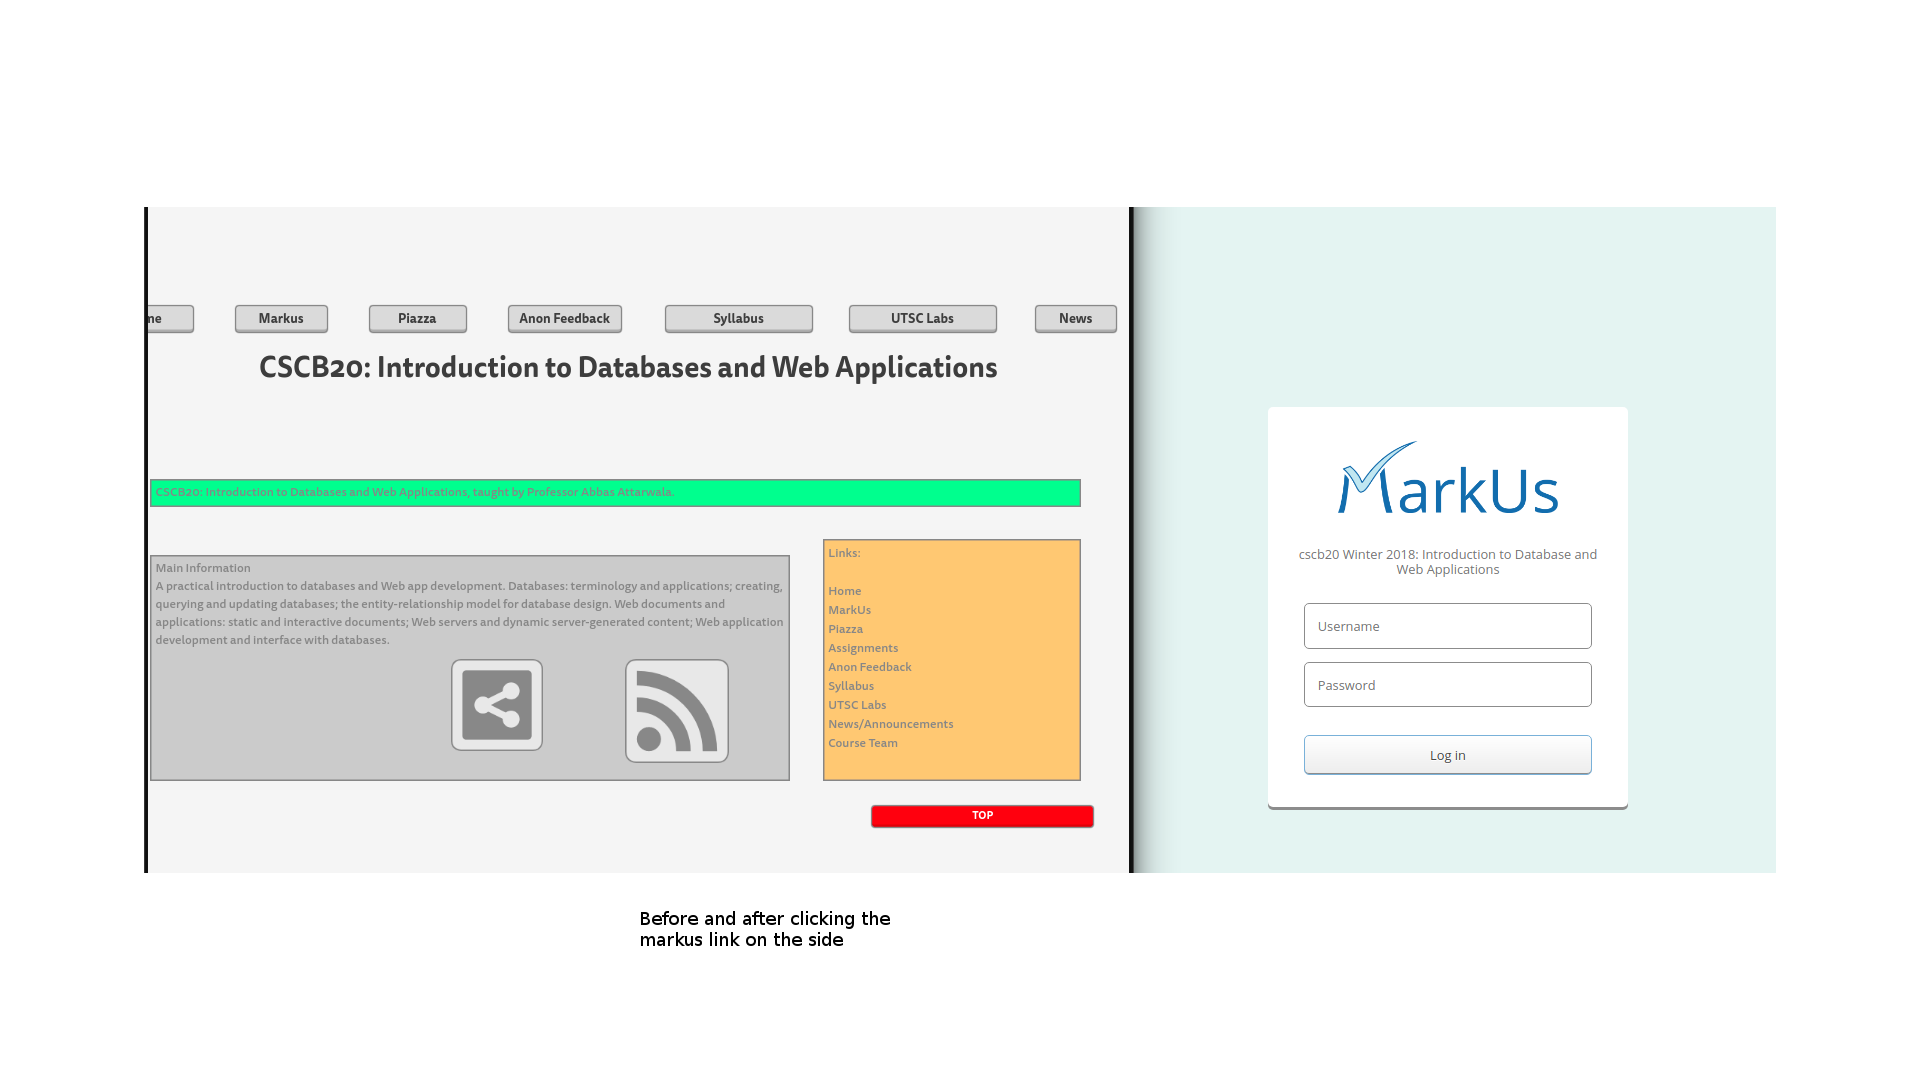 me
Markus
Piazza
Anon Feedback
Syllabus
UTSC Labs
News
CSCB20: Introduction to Databases and Web Applications
CSCB20: Introduction to Databases and Web Applications, taught by Professor Abbas Attarwala.
Main Information
A practical introduction to databases and Web app development. Databases: terminology and applications; creating,
querying and updating databases; the entity-relationship model for database design. Web documents and
applications: static and interactive documents; Web servers and dynamic server-generated content; Web application
development and interface with databases.
Links:
Home
MarkUs
Piazza
Assignments
Anon Feedback
Syllabus
UTSC Labs
News/Announcements
Course Team
TOP
MarkUs
cscb20 Winter 2018: Introduction to Database and
Web Applications
Username
Password
Log in
Before and after clicking the
markus link on the side